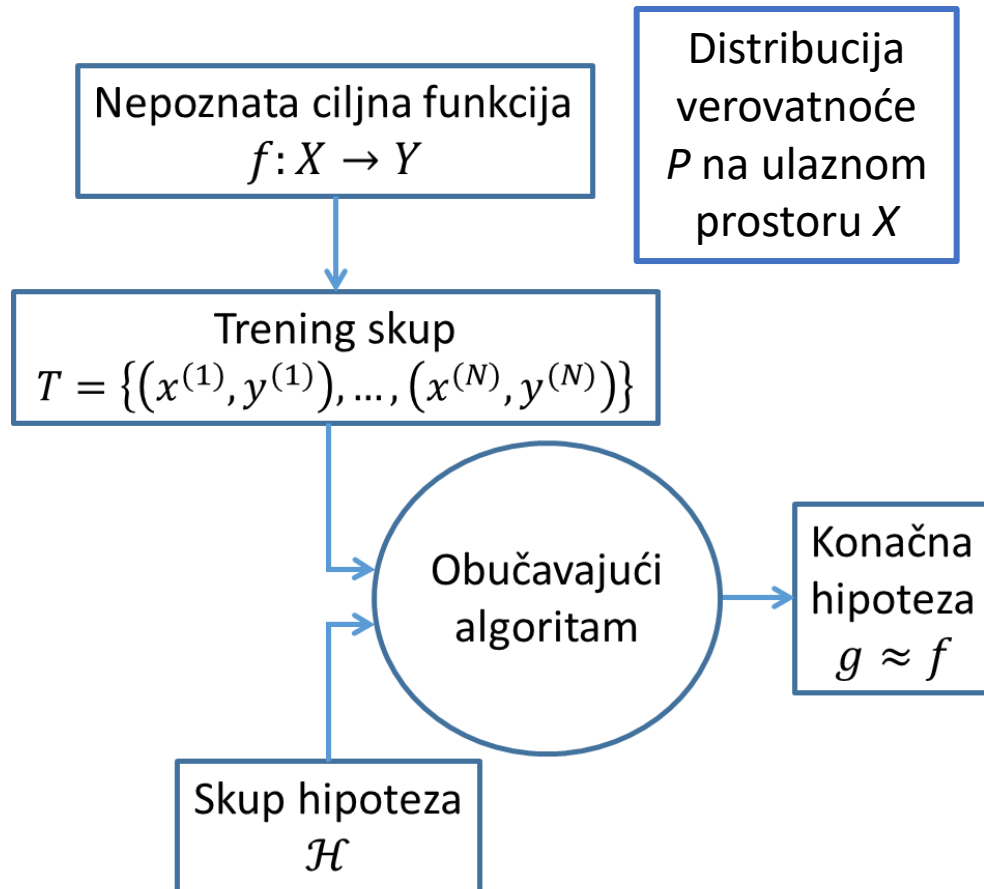 Nepoznata ciljna funkcija
f: X → Y
Distribucija
verovatnoće
P na ulaznom
prostoru X
Trening skup
T = {(x^(1), y^(1)), …, (x^(N), y^(N))}
Obučavajući
algoritam
Konačna
hipoteza
g ≈ f
Skup hipoteza
ℋ